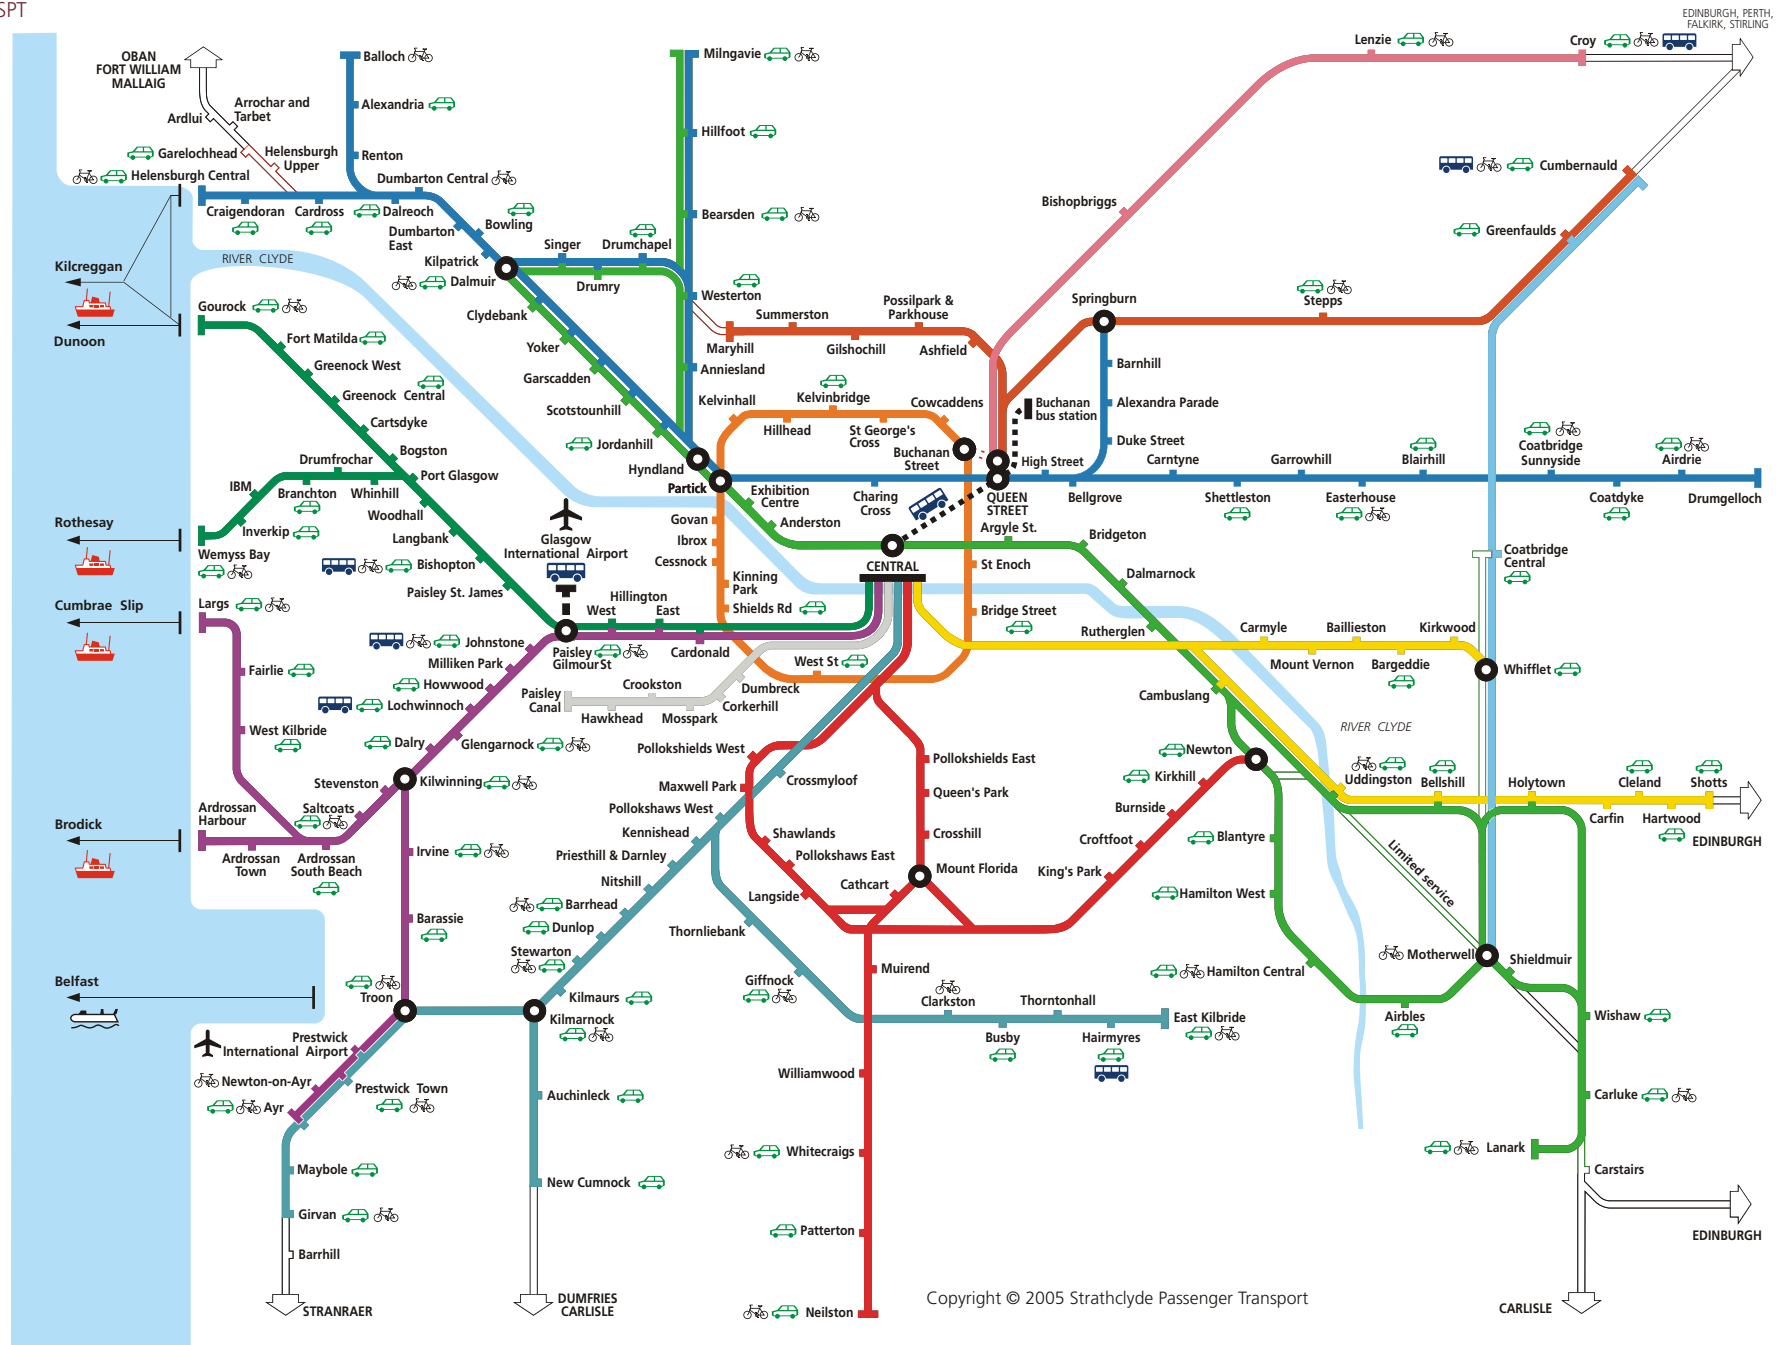 SPT
EDINBURGH, PERTH,
FALKIRK, STIRLING
OBAN
FORT WILLIAM
MALLAIG
Balloch
Milngavie
Lenzie
Croy
Alexandria
Arrochar and
Tarbet
Ardlui
Hillfoot
Renton
Garelochhead
Helensburgh
Upper
Helensburgh Central
Dumbarton Central
Cumbernauld
Craigendoran
Cardross
Dalreoch
Bearsden
Bishopbriggs
Dumbarton
East
Bowling
Greenfaulds
RIVER CLYDE
Kilpatrick
Singer
Drumchapel
Kilcreggan
Dalmuir
Drumry
Westerton
Gourock
Clydebank
Summerston
Possilpark &
Parkhouse
Springburn
Stepps
Dunoon
Fort Matilda
Yoker
Maryhill
Gilshochill
Ashfield
Greenock West
Garscadden
Anniesland
Barnhill
Greenock Central
Scotstounhill
Kelvinhall
Kelvinbridge
Cowcaddens
Buchanan
bus station
Alexandra Parade
Cartsdyke
Jordanhill
Hillhead
St George's
Cross
Bogston
Buchanan
Street
Duke Street
Drumfrochar
Port Glasgow
Hyndland
High Street
Carntyne
Garrowhill
Blairhill
Coatbridge
Sunnyside
Airdrie
IBM
Branchton
Whinhill
Partick
Exhibition
Centre
Charing
Cross
QUEEN
STREET
Bellgrove
Shettleston
Easterhouse
Coatdyke
Drumgelloch
Rothesay
Inverkip
Woodhall
Govan
Anderston
Argyle St.
Bridgeton
Wemyss Bay
Langbank
Glasgow
International Airport
Ibrox
Coatbridge
Central
Bishopton
Cessnock
CENTRAL
St Enoch
Dalmarnock
Paisley St. James
Kinning
Park
Cumbrae Slip
Largs
Hillington
West
East
Shields Rd
Bridge Street
Rutherglen
Carmyle
Baillieston
Kirkwood
Johnstone
Paisley
Gilmour St
Cardonald
West St
Mount Vernon
Bargeddie
Whifflet
Fairlie
Milliken Park
Howwood
Paisley
Canal
Crookston
Dumbreck
Cambuslang
Lochwinnoch
Hawkhead
Mosspark
Corkerhill
West Kilbride
Dalry
Glengarnock
RIVER CLYDE
Pollokshields West
Pollokshields East
Newton
Stevenston
Kilwinning
Maxwell Park
Crossmyloof
Queen's Park
Kirkhill
Uddingston
Bellshill
Holytown
Cleland
Shotts
Brodick
Ardrossan
Harbour
Saltcoats
Pollokshaws West
Burnside
Carfin
Hartwood
EDINBURGH
Kennishead
Shawlands
Crosshill
Croftfoot
Blantyre
Ardrossan
Town
Ardrossan
South Beach
Irvine
Priesthill & Darnley
Pollokshaws East
Mount Florida
King's Park
Limited service
Nitshill
Cathcart
Hamilton West
Barassie
Barrhead
Langside
Dunlop
Thornliebank
Stewarton
Motherwell
Shieldmuir
Belfast
Troon
Kilmaurs
Giffnock
Muirend
Hamilton Central
Kilmarnock
Clarkston
Thorntonhall
East Kilbride
Airbles
Wishaw
Prestwick
International Airport
Busby
Hairmyres
Newton-on-Ayr
Prestwick Town
Williamwood
Ayr
Auchinleck
Carluke
Whitecraigs
Lanark
Maybole
New Cumnock
Carstairs
Girvan
Patterton
EDINBURGH
Barrhill
STRANRAER
DUMFRIES
CARLISLE
Neilston
Copyright © 2005 Strathclyde Passenger Transport
CARLISLE